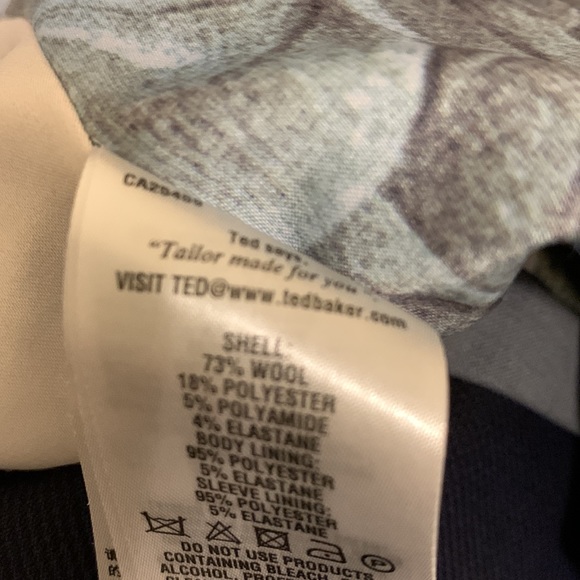 Ted says:
"Tailor made for you
VISIT TED@www.tedbaker.com
SHELL:
73% WOOL
18% POLYESTER
5% POLYAMIDE
4% ELASTANE
BODY LINING:
95% POLYESTER
5% ELASTANE
SLEEVE LINING:
95% POLYESTER
5% ELASTANE
P
DO NOT USE PRODUCTS
CONTAINING BLEACH
ALCOHOL,